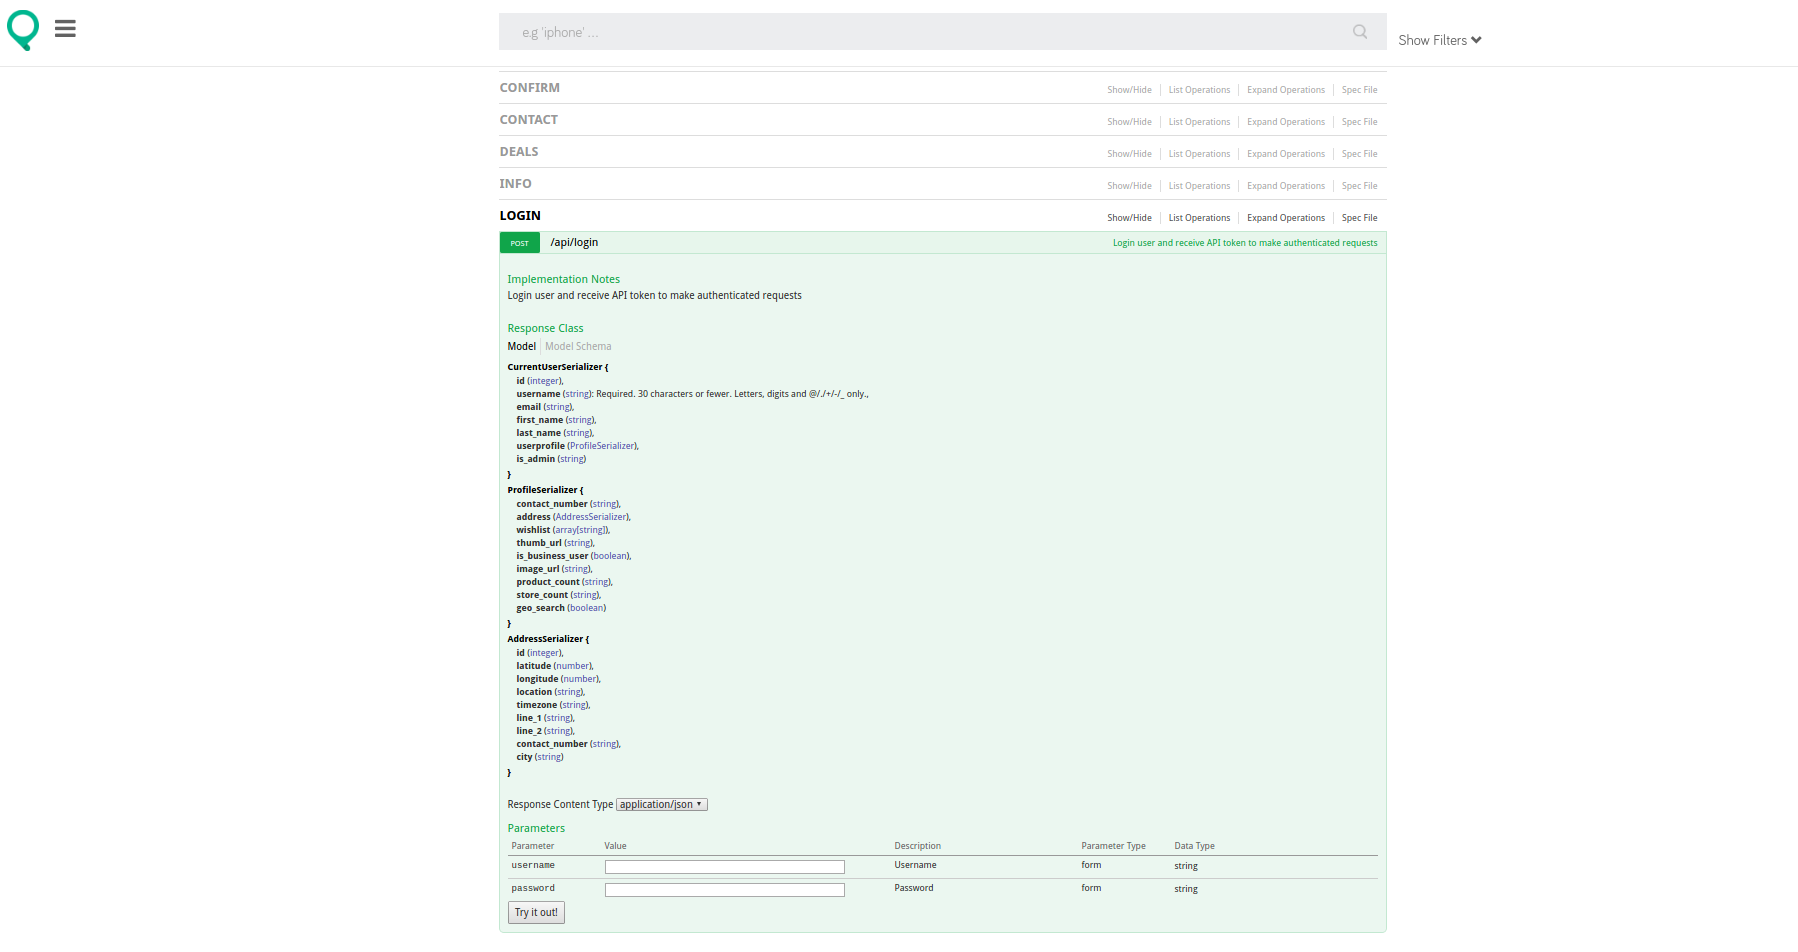 e.g 'iphone' ...
Show Filters
CONFIRM Show/Hide List Operations Expand Operations Spec File
CONTACT Show/Hide List Operations Expand Operations Spec File
DEALS Show/Hide List Operations Expand Operations Spec File
INFO Show/Hide List Operations Expand Operations Spec File
LOGIN Show/Hide List Operations Expand Operations Spec File
POST /api/login Login user and receive API token to make authenticated requests
Implementation Notes
Login user and receive API token to make authenticated requests
Response Class
Model Model Schema
CurrentUserSerializer {
id (integer),
username (string): Required. 30 characters or fewer. Letters, digits and @/./+/-/_ only.,
email (string),
first_name (string),
last_name (string),
userprofile (ProfileSerializer),
is_admin (string)
}
ProfileSerializer {
contact_number (string),
address (AddressSerializer),
wishlist (array[string]),
thumb_url (string),
is_business_user (boolean),
image_url (string),
product_count (string),
store_count (string),
geo_search (boolean)
}
AddressSerializer {
id (integer),
latitude (number),
longitude (number),
location (string),
timezone (string),
line_1 (string),
line_2 (string),
contact_number (string),
city (string)
}
Response Content Type application/json
Parameters
Parameter Value Description Parameter Type Data Type
username Username form string
password Password form string
Try it out!